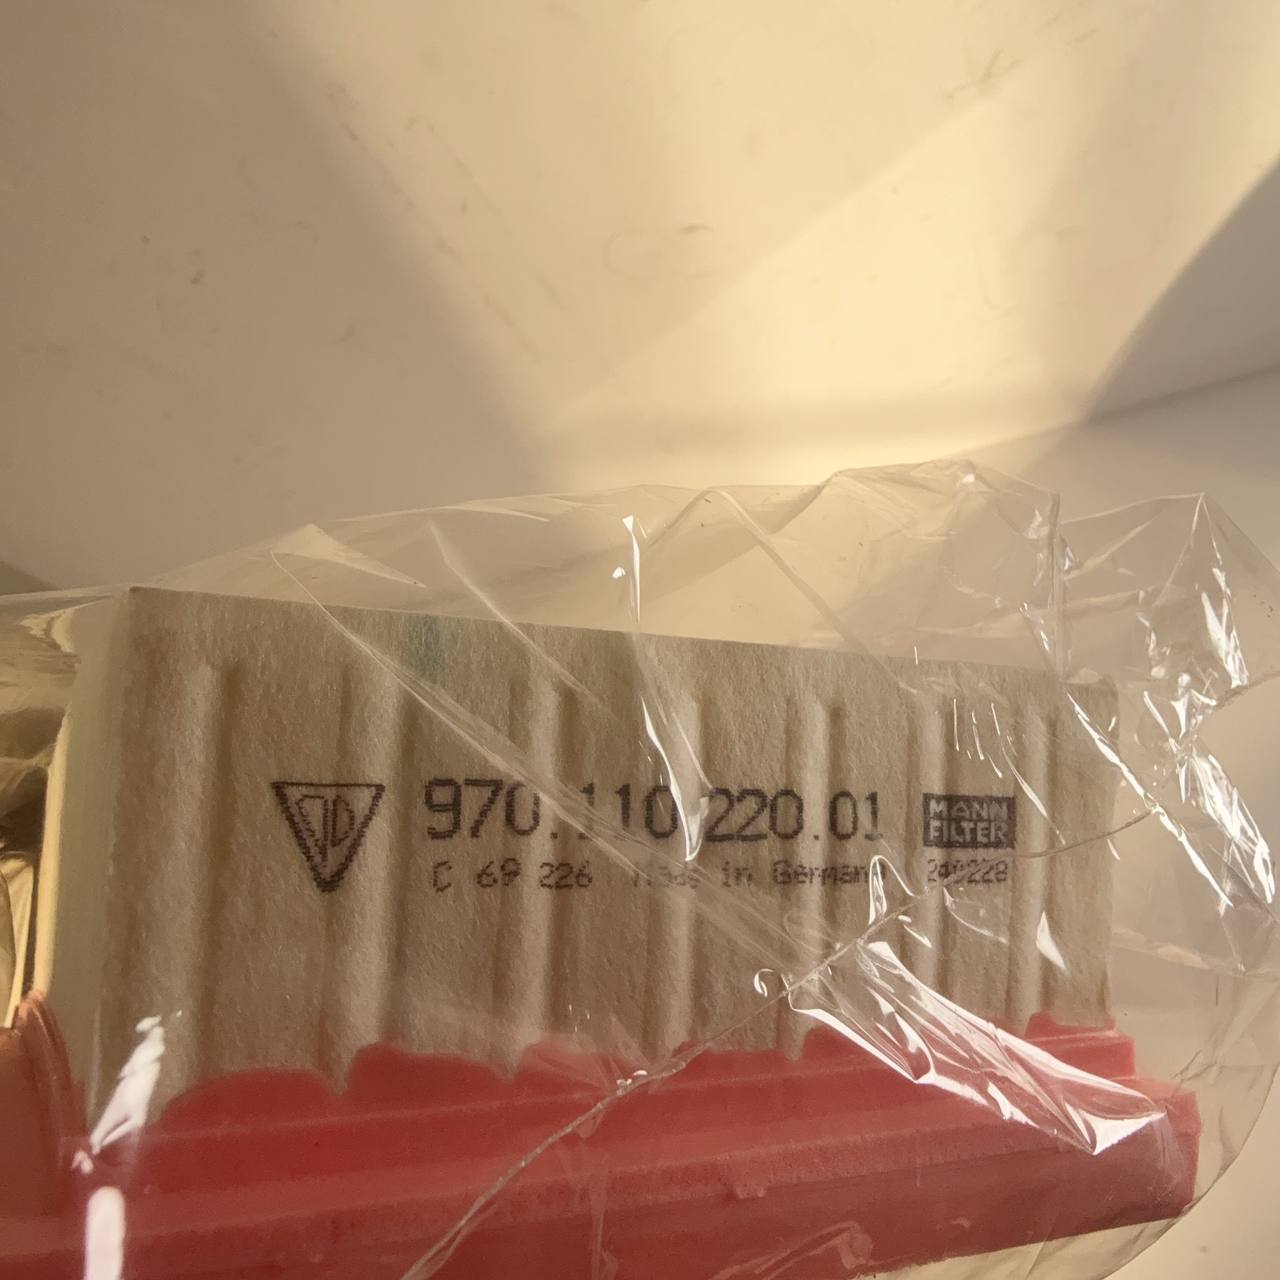 970.110.220.01
MANN
FILTER
C 69 226 Made in Germany
240228